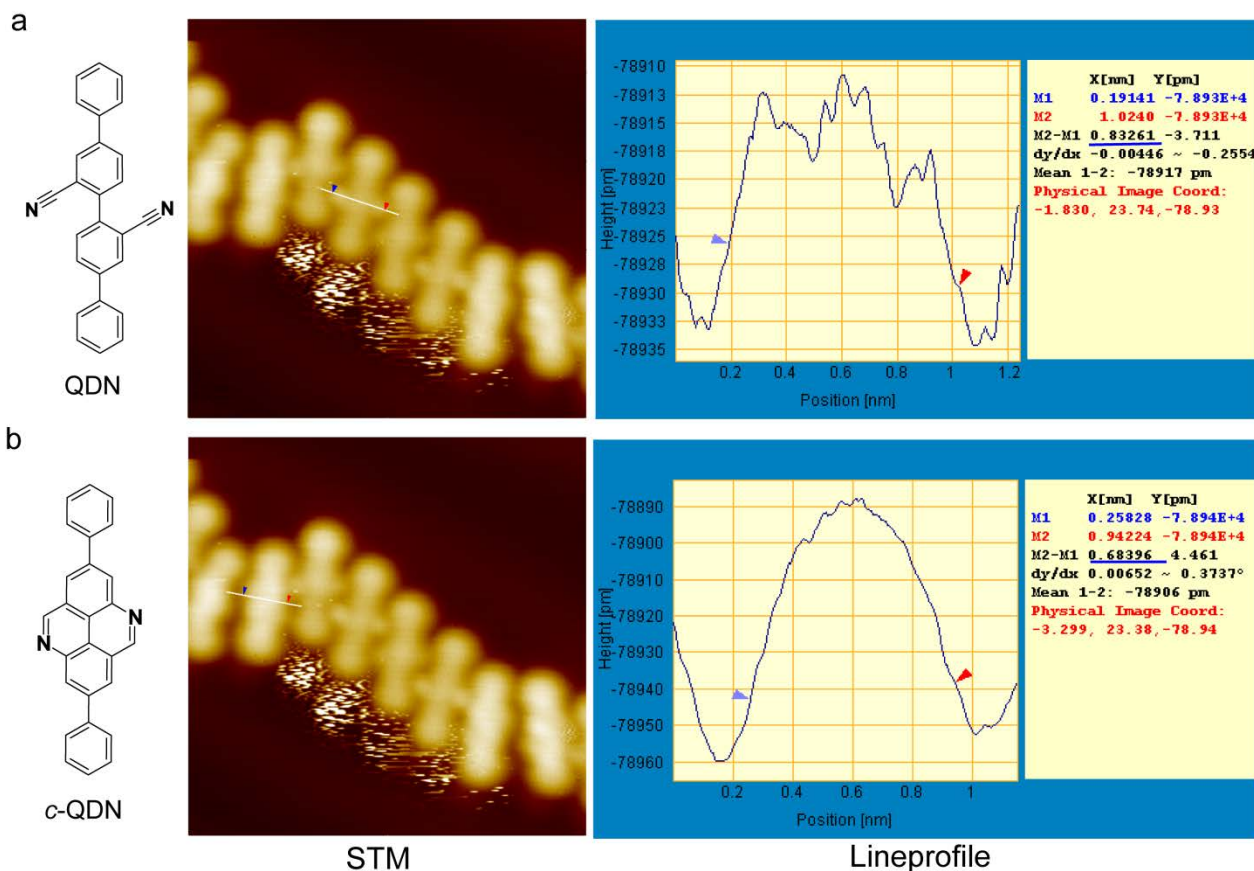 a
N
N
QDN
Height [pm]
-78910
-78913
-78915
-78918
-78920
-78923
-78925
-78928
-78930
-78933
-78935
0.2 0.4 0.6 0.8 1 1.2
Position [nm]
X[nm] Y[pm]
M1 0.19141 -7.893E+4
M2 1.0240 -7.893E+4
M2-M1 0.83261 -3.711
dy/dx -0.00446 ~ -0.2554
Mean 1-2: -78917 pm
Physical Image Coord:
-1.830, 23.74,-78.93
b
N
N
c-QDN
Height [pm]
-78890
-78900
-78910
-78920
-78930
-78940
-78950
-78960
0.2 0.4 0.6 0.8 1
Position [nm]
X[nm] Y[pm]
M1 0.25828 -7.894E+4
M2 0.94224 -7.894E+4
M2-M1 0.68396 4.461
dy/dx 0.00652 ~ 0.3737°
Mean 1-2: -78906 pm
Physical Image Coord:
-3.299, 23.38,-78.94
STM
Lineprofile